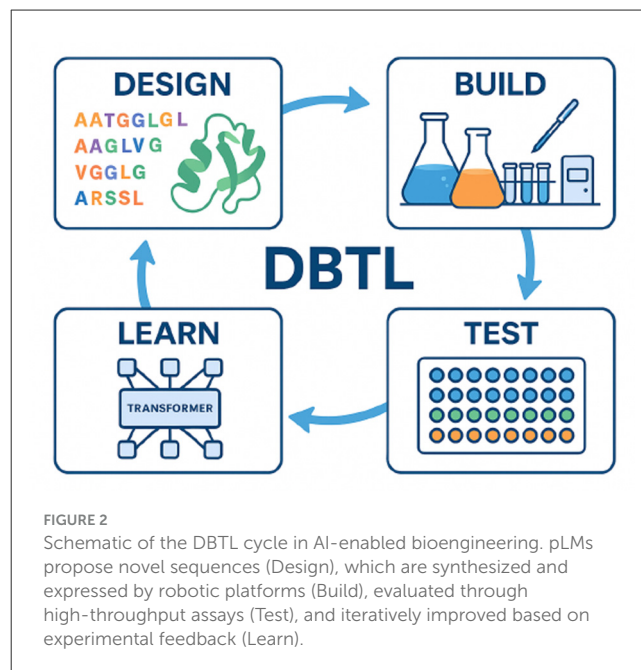 DESIGN
AATGGLGL
AAGLVG
VGGLG
ARSSL
BUILD
DBTL
LEARN
TRANSFORMER
TEST
FIGURE 2
Schematic of the DBTL cycle in AI-enabled bioengineering. pLMs
propose novel sequences (Design), which are synthesized and
expressed by robotic platforms (Build), evaluated through
high-throughput assays (Test), and iteratively improved based on
experimental feedback (Learn).